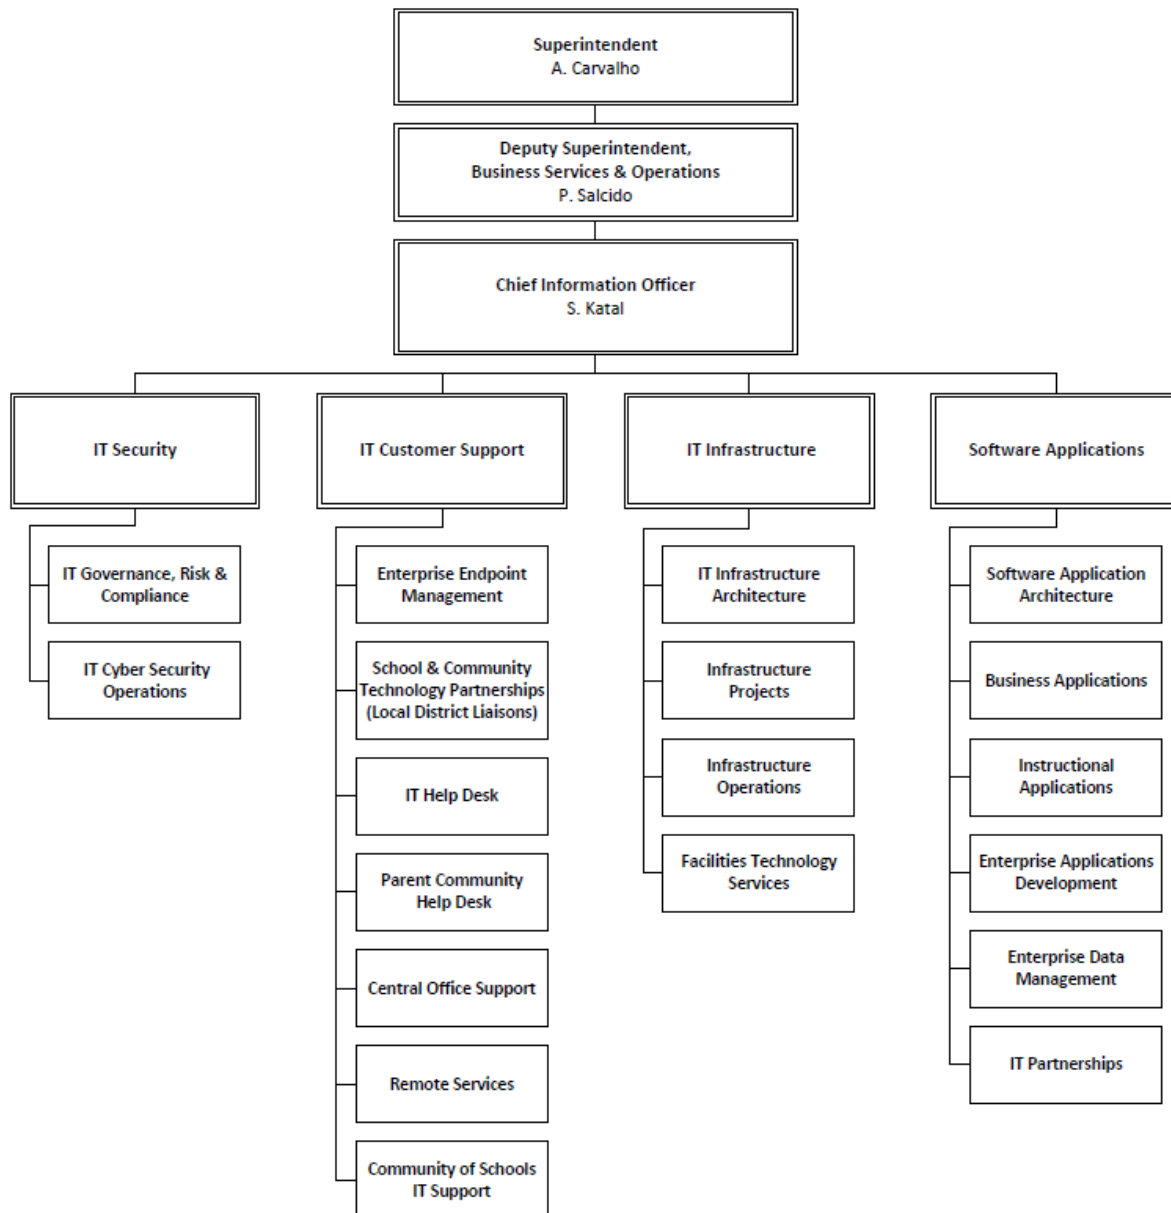 Superintendent
A. Carvalho
Deputy Superintendent,
Business Services & Operations
P. Salcido
Chief Information Officer
S. Katal
IT Security
IT Customer Support
IT Infrastructure
Software Applications
IT Governance, Risk &
Compliance
IT Cyber Security
Operations
Enterprise Endpoint
Management
School & Community
Technology Partnerships
(Local District Liaisons)
IT Help Desk
Parent Community
Help Desk
Central Office Support
Remote Services
Community of Schools
IT Support
IT Infrastructure
Architecture
Infrastructure
Projects
Infrastructure
Operations
Facilities Technology
Services
Software Application
Architecture
Business Applications
Instructional
Applications
Enterprise Applications
Development
Enterprise Data
Management
IT Partnerships